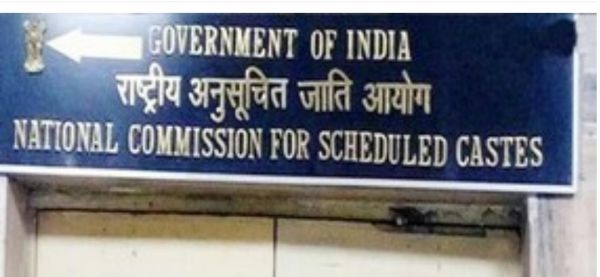 GOVERNMENT OF INDIA
राष्ट्रीय अनुसूचित जाति आयोग
NATIONAL COMMISSION FOR SCHEDULED CASTES